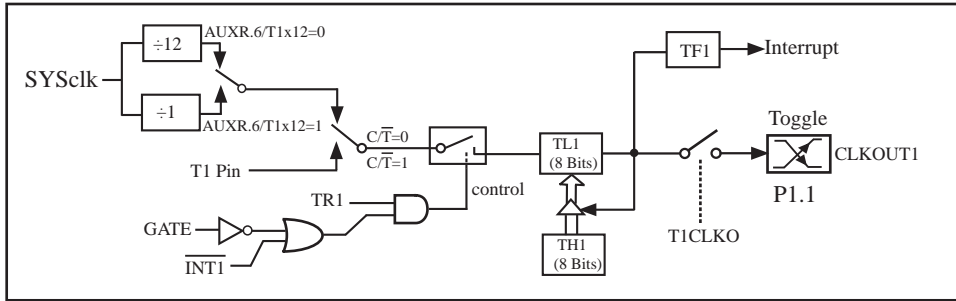 AUXR.6/T1x12=0
÷12
SYSclk
÷1
AUXR.6/T1x12=1
T1 Pin
C/T̅=0
C/T̅=1
TR1
GATE
I̅N̅T̅1̅
control
TL1
(8 Bits)
TH1
(8 Bits)
TF1
Interrupt
Toggle
CLKOUT1
P1.1
T1CLKO